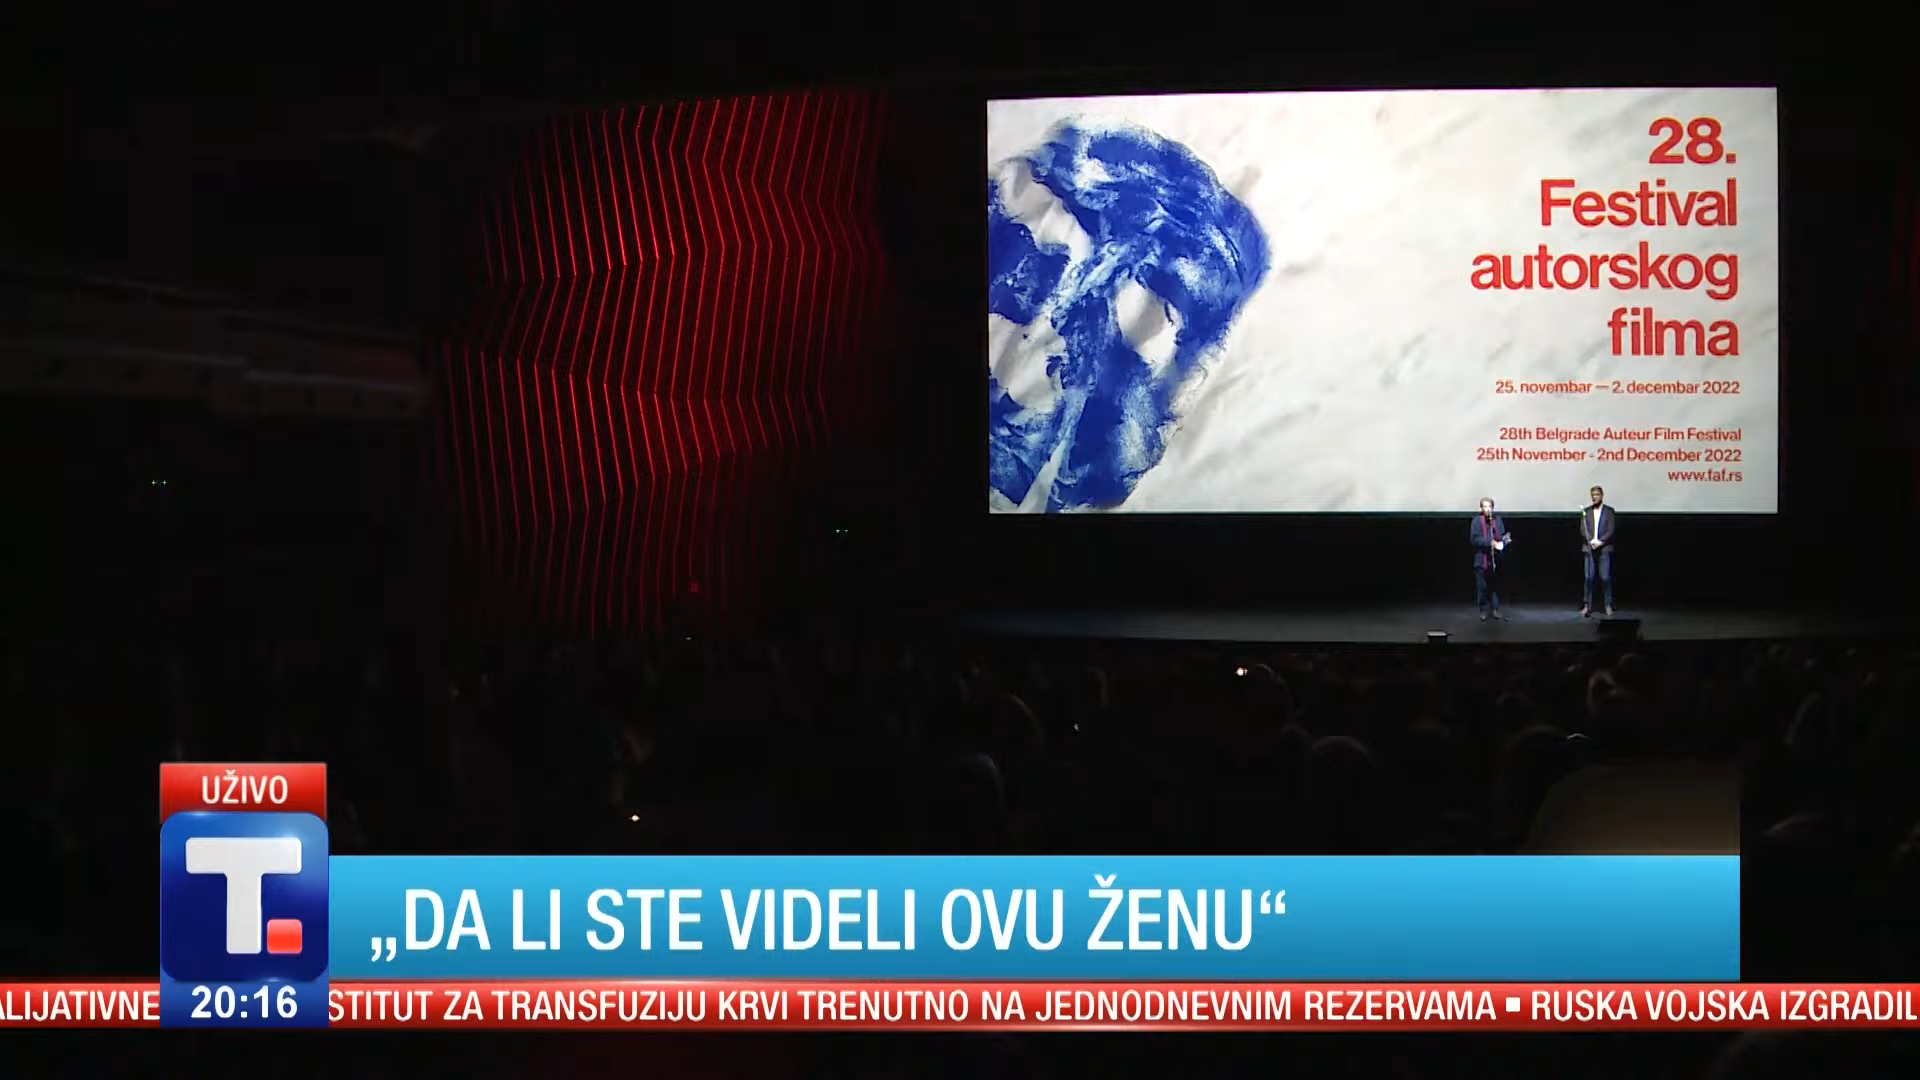 28.
Festival
autorskog
filma
25. novembar — 2. decembar 2022
28th Belgrade Auteur Film Festival
25th November - 2nd December 2022
www.faf.rs
UŽIVO
T.
„DA LI STE VIDELI OVU ŽENU“
20:16
ALIJATIVNE STITUT ZA TRANSFUZIJU KRVI TRENUTNO NA JEDNODNEVNIM REZERVAMA ▪ RUSKA VOJSKA IZGRADIL